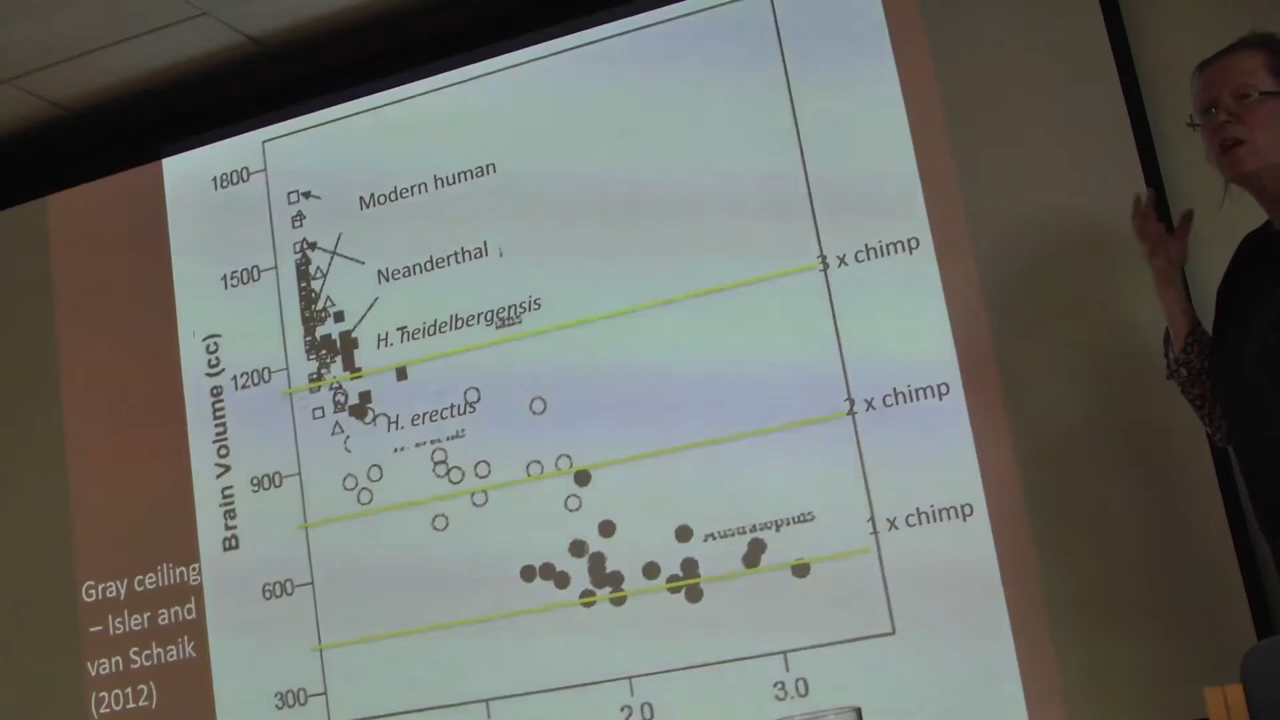 1800
1500
1200
900
600
300
Brain Volume (cc)
Modern human
Neanderthal
H. heidelbergensis
H. erectus
3 x chimp
2 x chimp
1 x chimp
2.0
3.0
Gray ceiling
– Isler and
van Schaik
(2012)